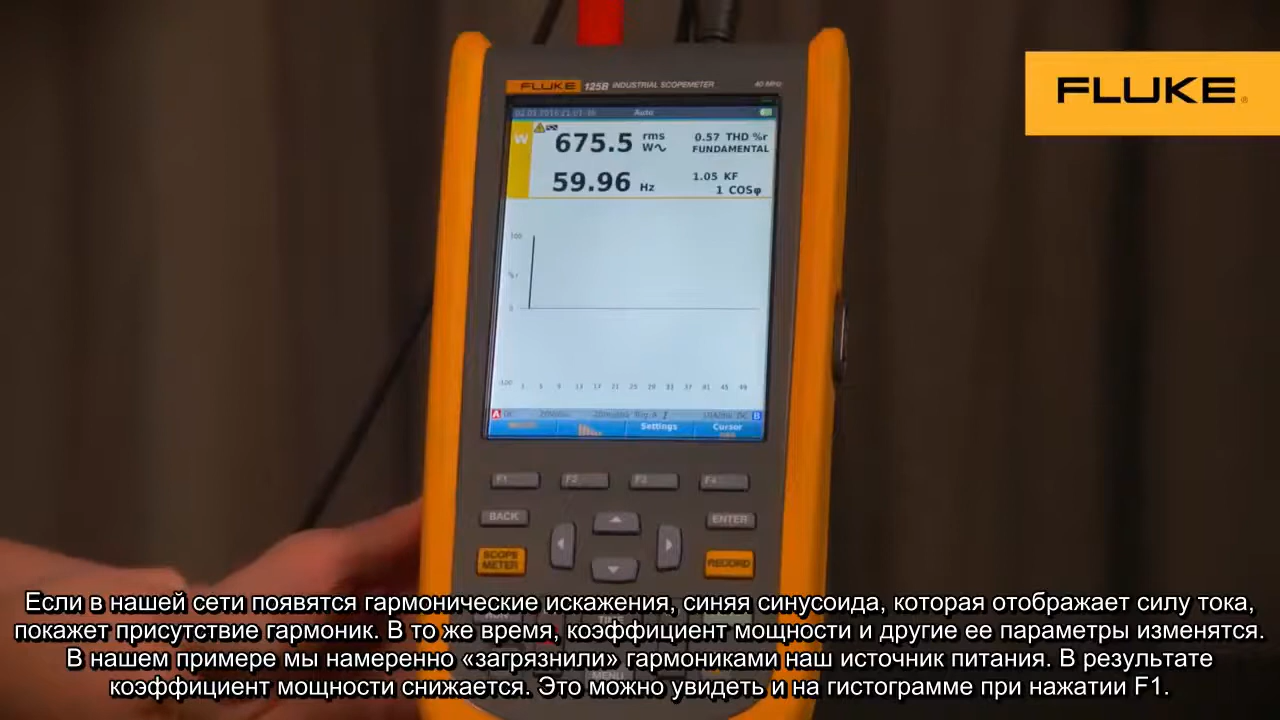 FLUKE
FLUKE 125B INDUSTRIAL SCOPEMETER 40 MHz
Auto
W 675.5 rms W 0.57 THD %r
FUNDAMENTAL
59.96 Hz 1.05 KF
1 COSφ
100
0
1 5 9 13 17 21 25 29 33 37 41 45 49
A B
Settings Cursor
F1 F2 F3 F4
BACK ENTER
SCOPE METER RECORD
Если в нашей сети появятся гармонические искажения, синяя синусоида, которая отображает силу тока,
покажет присутствие гармоник. В то же время, коэффициент мощности и другие ее параметры изменятся.
В нашем примере мы намеренно «загрязнили» гармониками наш источник питания. В результате
коэффициент мощности снижается. Это можно увидеть и на гистограмме при нажатии F1.